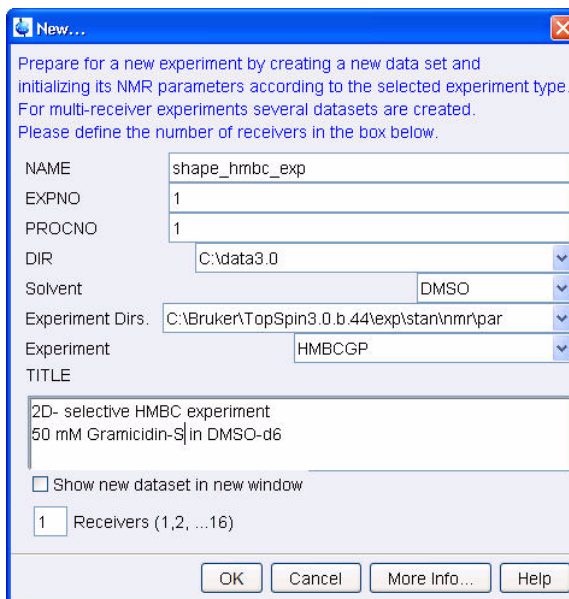 New...
Prepare for a new experiment by creating a new data set and
initializing its NMR parameters according to the selected experiment type.
For multi-receiver experiments several datasets are created.
Please define the number of receivers in the box below.
NAME shape_hmbc_exp
EXPNO 1
PROCNO 1
DIR C:\data3.0
Solvent DMSO
Experiment Dirs. C:\Bruker\TopSpin3.0.b.44\exp\stan\nmr\par
Experiment HMBCGP
TITLE
2D- selective HMBC experiment
50 mM Gramicidin-S in DMSO-d6
Show new dataset in new window
1 Receivers (1,2, ...16)
OK Cancel More Info... Help